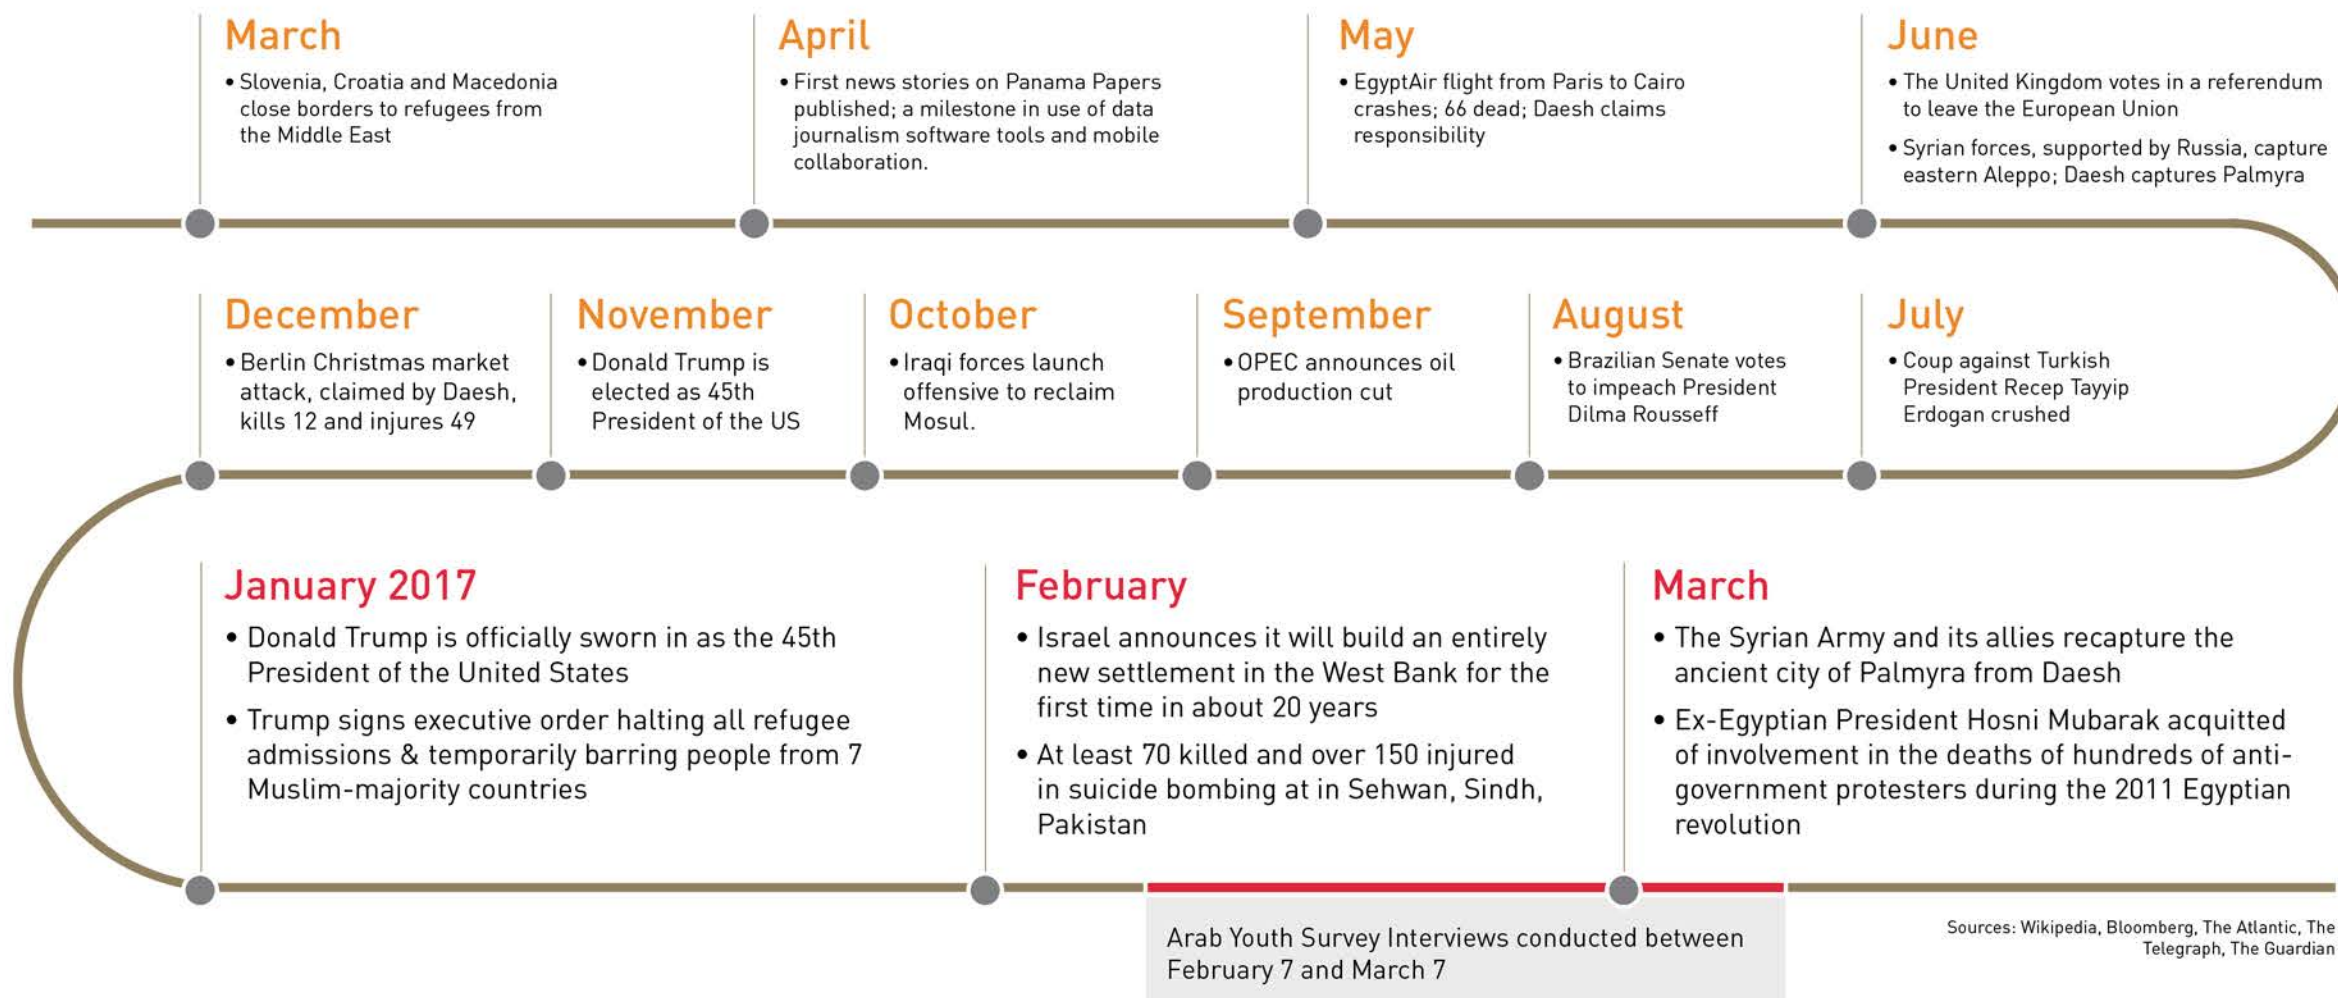 March
• Slovenia, Croatia and Macedonia
close borders to refugees from
the Middle East
April
• First news stories on Panama Papers
published; a milestone in use of data
journalism software tools and mobile
collaboration.
May
• EgyptAir flight from Paris to Cairo
crashes; 66 dead; Daesh claims
responsibility
June
• The United Kingdom votes in a referendum
to leave the European Union
• Syrian forces, supported by Russia, capture
eastern Aleppo; Daesh captures Palmyra
July
• Coup against Turkish
President Recep Tayyip
Erdogan crushed
August
• Brazilian Senate votes
to impeach President
Dilma Rousseff
September
• OPEC announces oil
production cut
October
• Iraqi forces launch
offensive to reclaim
Mosul.
November
• Donald Trump is
elected as 45th
President of the US
December
• Berlin Christmas market
attack, claimed by Daesh,
kills 12 and injures 49
January 2017
• Donald Trump is officially sworn in as the 45th
President of the United States
• Trump signs executive order halting all refugee
admissions & temporarily barring people from 7
Muslim-majority countries
February
• Israel announces it will build an entirely
new settlement in the West Bank for the
first time in about 20 years
• At least 70 killed and over 150 injured
in suicide bombing at in Sehwan, Sindh,
Pakistan
March
• The Syrian Army and its allies recapture the
ancient city of Palmyra from Daesh
• Ex-Egyptian President Hosni Mubarak acquitted
of involvement in the deaths of hundreds of anti-
government protesters during the 2011 Egyptian
revolution
Arab Youth Survey Interviews conducted between
February 7 and March 7
Sources: Wikipedia, Bloomberg, The Atlantic, The
Telegraph, The Guardian